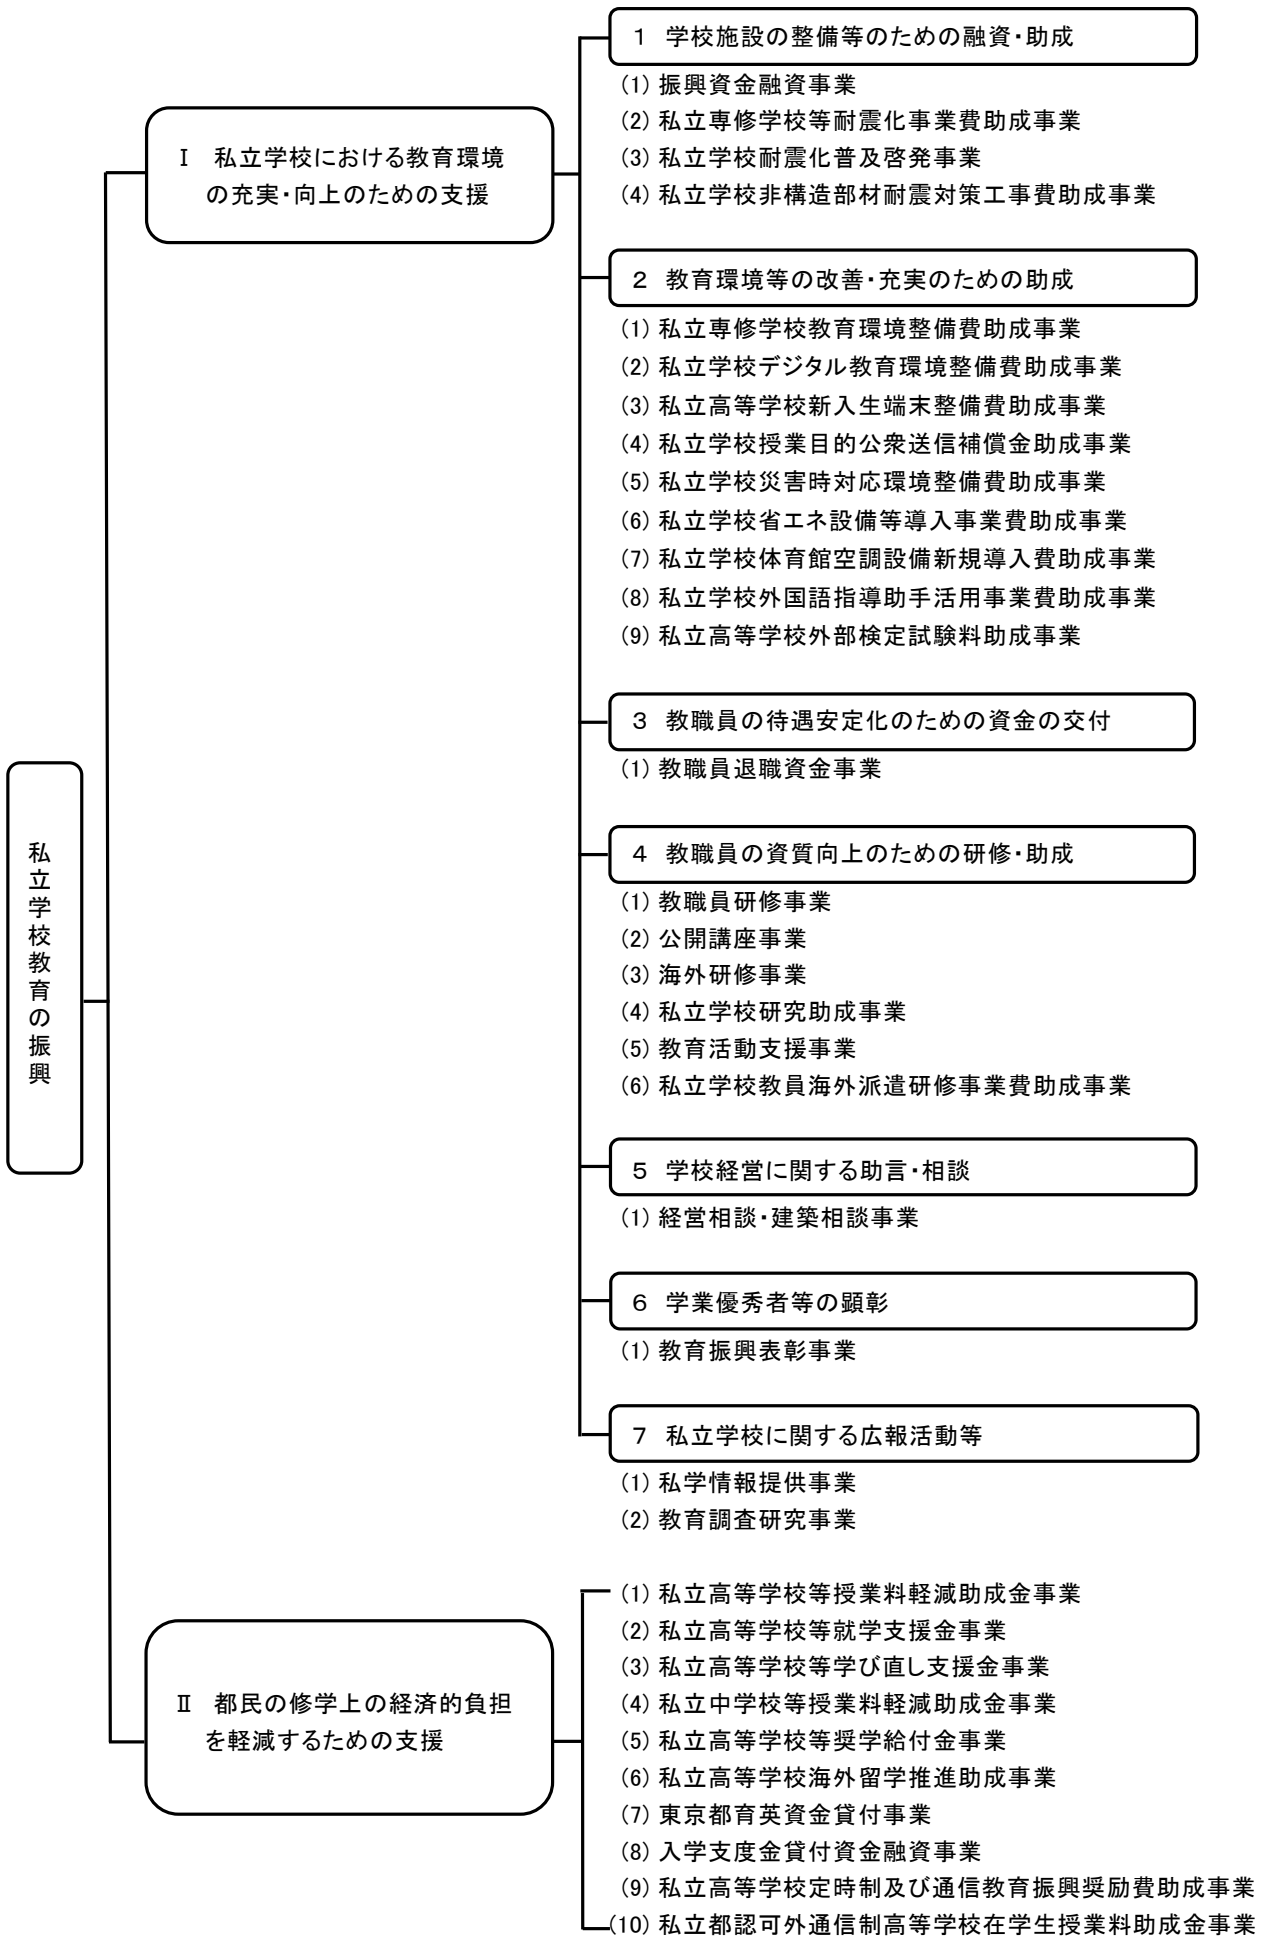 私立学校教育の振興
Ⅰ 私立学校における教育環境
の充実・向上のための支援
1 学校施設の整備等のための融資・助成
(1) 振興資金融資事業
(2) 私立専修学校等耐震化事業費助成事業
(3) 私立学校耐震化普及啓発事業
(4) 私立学校非構造部材耐震対策工事費助成事業
2 教育環境等の改善・充実のための助成
(1) 私立専修学校教育環境整備費助成事業
(2) 私立学校デジタル教育環境整備費助成事業
(3) 私立高等学校新入生端末整備費助成事業
(4) 私立学校授業目的公衆送信補償金助成事業
(5) 私立学校災害時対応環境整備費助成事業
(6) 私立学校省エネ設備等導入事業費助成事業
(7) 私立学校体育館空調設備新規導入費助成事業
(8) 私立学校外国語指導助手活用事業費助成事業
(9) 私立高等学校外部検定試験料助成事業
3 教職員の待遇安定化のための資金の交付
(1) 教職員退職資金事業
4 教職員の資質向上のための研修・助成
(1) 教職員研修事業
(2) 公開講座事業
(3) 海外研修事業
(4) 私立学校研究助成事業
(5) 教育活動支援事業
(6) 私立学校教員海外派遣研修事業費助成事業
5 学校経営に関する助言・相談
(1) 経営相談・建築相談事業
6 学業優秀者等の顕彰
(1) 教育振興表彰事業
7 私立学校に関する広報活動等
(1) 私学情報提供事業
(2) 教育調査研究事業
Ⅱ 都民の修学上の経済的負担
を軽減するための支援
(1) 私立高等学校等授業料軽減助成金事業
(2) 私立高等学校等就学支援金事業
(3) 私立高等学校等学び直し支援金事業
(4) 私立中学校等授業料軽減助成金事業
(5) 私立高等学校等奨学給付金事業
(6) 私立高等学校海外留学推進助成事業
(7) 東京都育英資金貸付事業
(8) 入学支度金貸付資金融資事業
(9) 私立高等学校定時制及び通信教育振興奨励費助成事業
(10) 私立都認可外通信制高等学校在学生授業料助成金事業